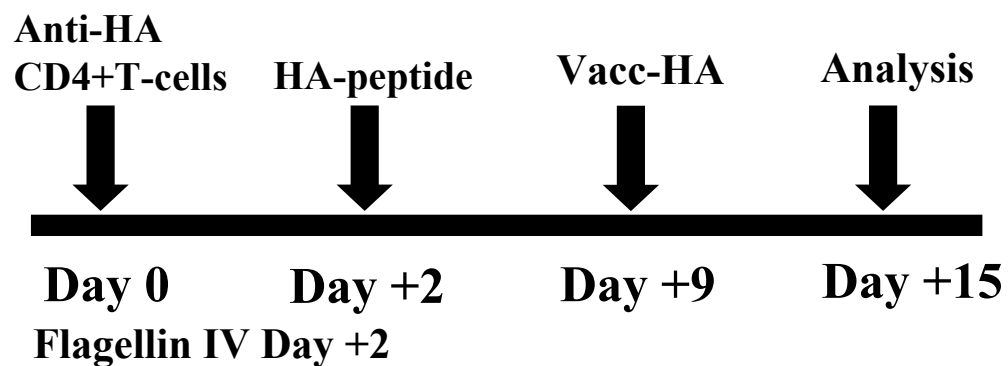 Anti-HA
CD4+T-cells HA-peptide Vacc-HA Analysis
Day 0 Day +2 Day +9 Day +15
Flagellin IV Day +2